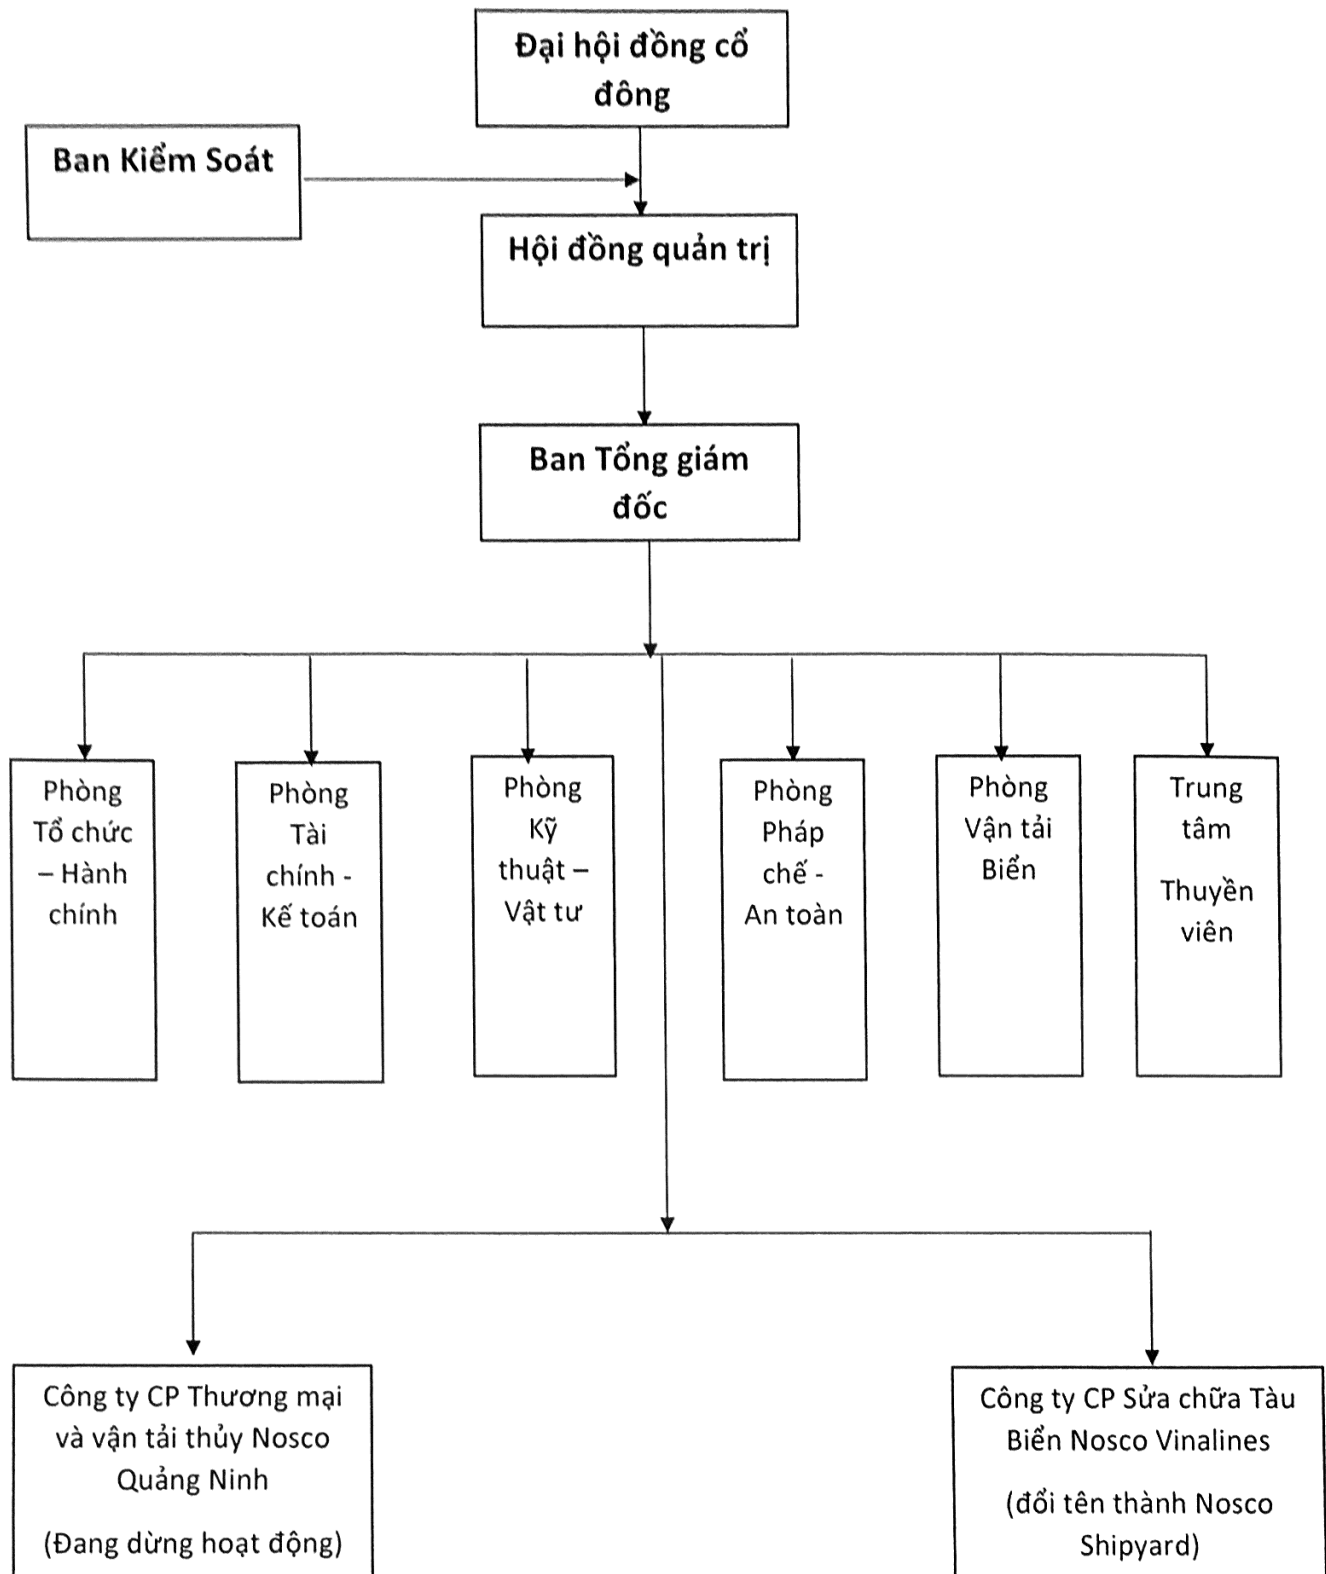 Đại hội đồng cổ
đông
Ban Kiểm Soát
Hội đồng quản trị
Ban Tổng giám
đốc
Phòng
Tổ chức
– Hành
chính
Phòng
Tài
chính -
Kế toán
Phòng
Kỹ
thuật –
Vật tư
Phòng
Pháp
chế -
An toàn
Phòng
Vận tải
Biển
Trung
tâm
Thuyền
viên
Công ty CP Thương mại
và vận tải thủy Nosco
Quảng Ninh
(Đang dừng hoạt động)
Công ty CP Sửa chữa Tàu
Biển Nosco Vinalines
(đổi tên thành Nosco
Shipyard)